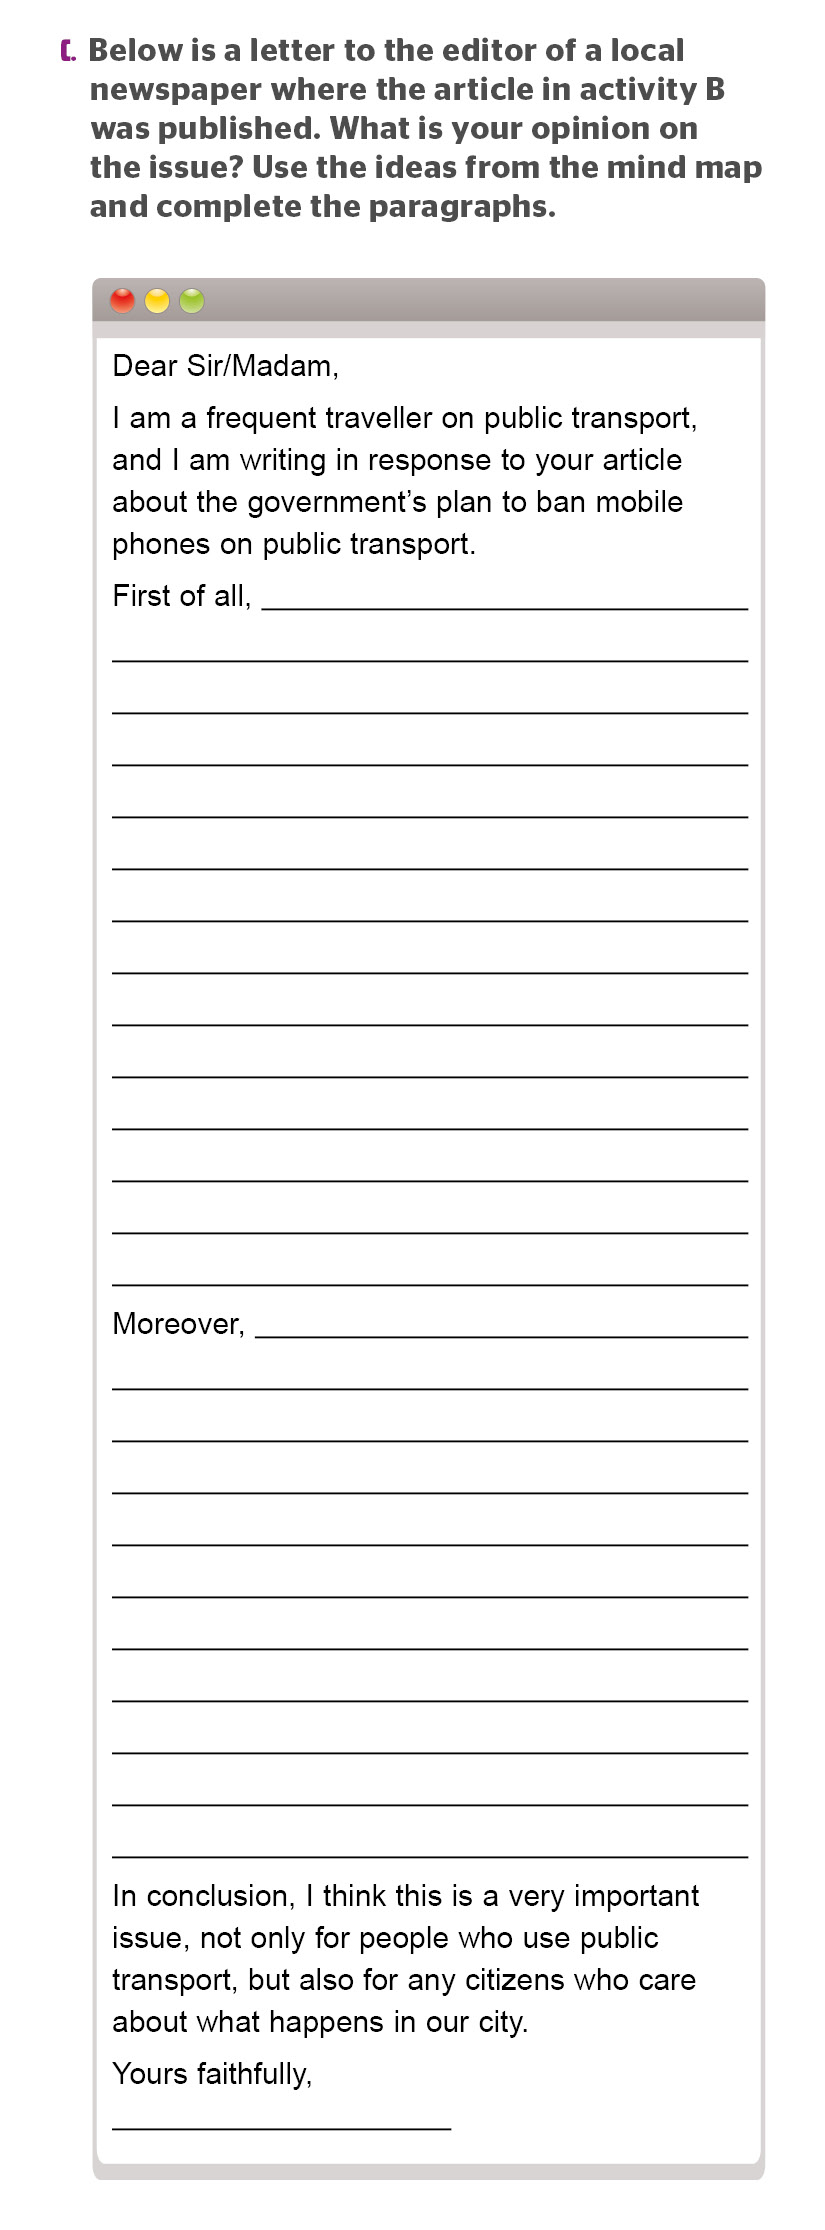 C. Below is a letter to the editor of a local
newspaper where the article in activity B
was published. What is your opinion on
the issue? Use the ideas from the mind map
and complete the paragraphs.
Dear Sir/Madam,
I am a frequent traveller on public transport,
and I am writing in response to your article
about the government's plan to ban mobile
phones on public transport.
First of all,
Moreover,
In conclusion, I think this is a very important
issue, not only for people who use public
transport, but also for any citizens who care
about what happens in our city.
Yours faithfully,